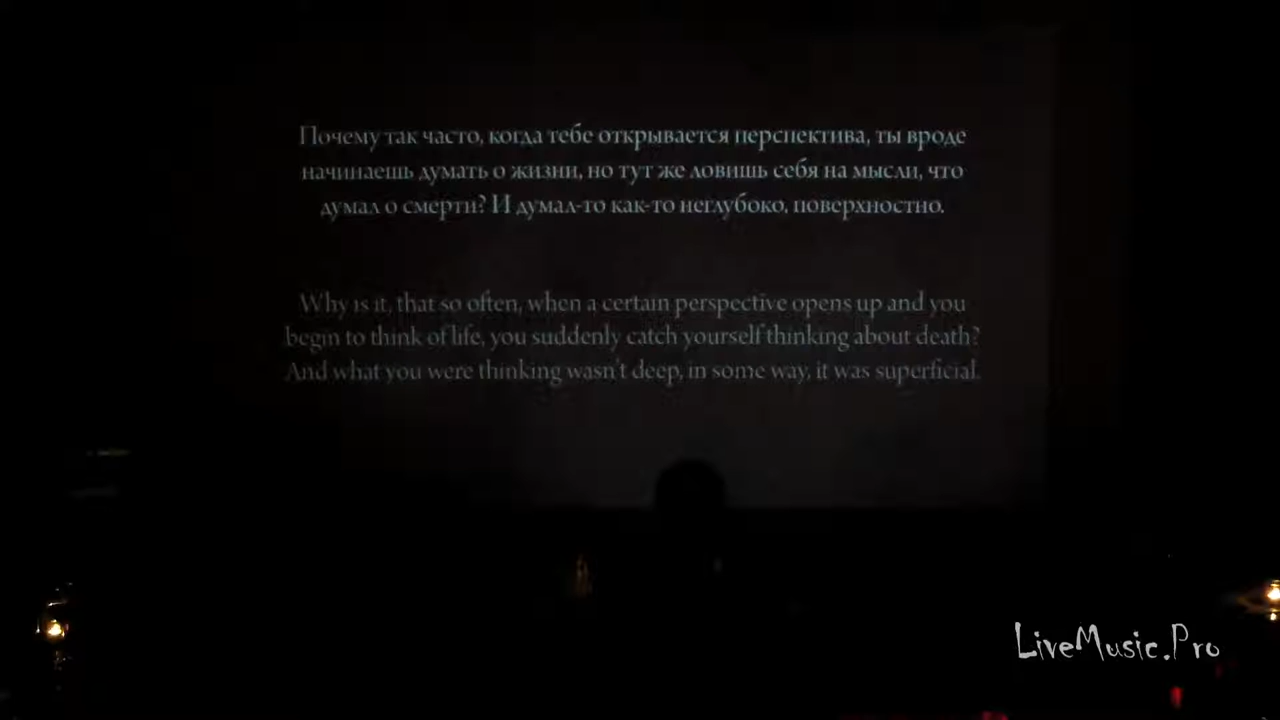 Почему так часто, когда тебе открывается перспектива, ты вроде
начинаешь думать о жизни, но тут же ловишь себя на мысли, что
думал о смерти? И думал-то как-то неглубоко, поверхностно.
Why is it, that so often, when a certain perspective opens up and you
begin to think of life, you suddenly catch yourself thinking about death?
And what you were thinking wasn't deep, in some way, it was superficial.
LiveMusic.Pro